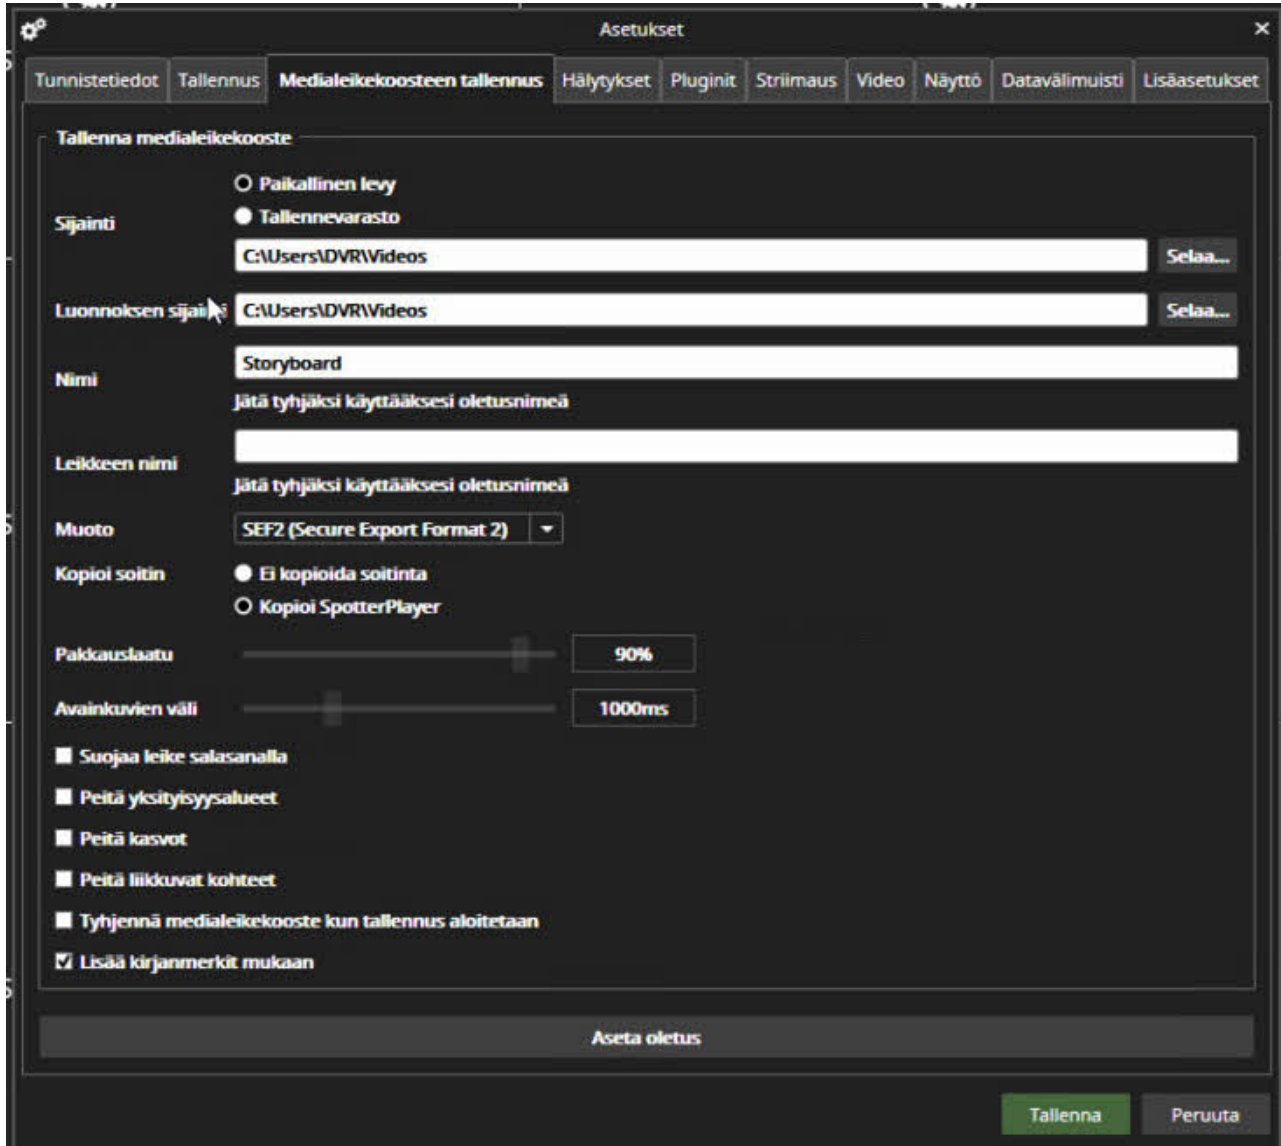 Asetukset
Tunnistetiedot Tallennus Medialeikekoosteen tallennus Hälytykset Pluginit Striimaus Video Näyttö Datavälimuisti Lisäasetukset
Tallenna medialeikekooste
Paikallinen levy
Sijainti
Tallennevarasto
C:\Users\DVR\Videos Selaa...
Luonnoksen C:\Users\DVR\Videos Selaa...
Storyboard
Nimi
Jätä tyhjäksi käyttääksesi oletusnimeä
Leikkeen nimi
Jätä tyhjäksi käyttääksesi oletusnimeä
Muoto SEF2 (Secure Export Format 2)
Kopioi soitin Ei kopioida soitinta
Kopioi SpotterPlayer
Pakkauslaatu 90%
Avainkuvien väli 1000ms
Suojaa leike salasanalla
Peitä yksityisyysalueet
Peitä kasvot
Peitä liikkuvat kohteet
Tyhjennä medialeikekooste kun tallennus aloitetaan
Lisää kirjanmerkit mukaan
Aseta oletus
Tallenna Peruuta